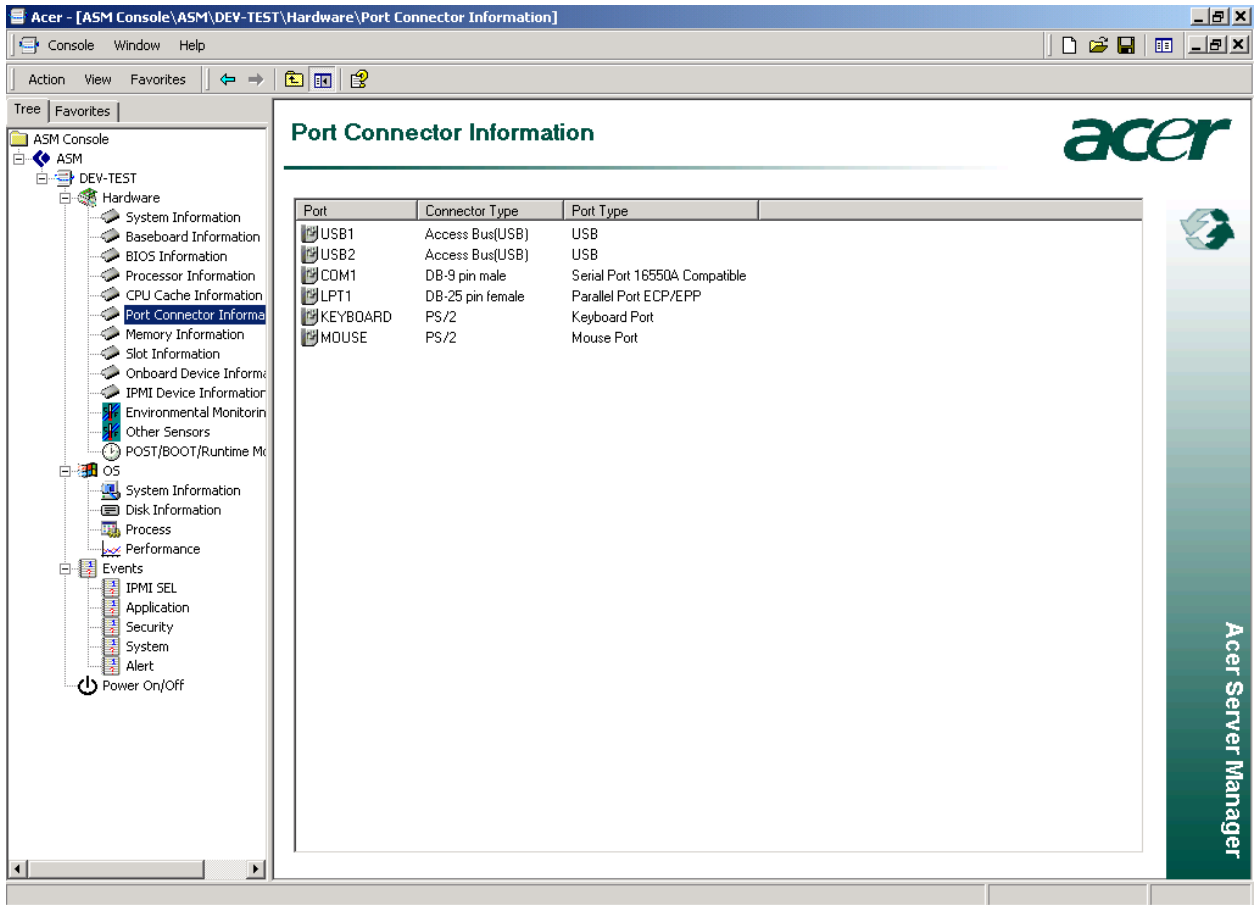 Acer - [ASM Console\ASM\DEV-TEST\Hardware\Port Connector Information]
Console Window Help
Action View Favorites
Tree Favorites
ASM Console
ASM
DEV-TEST
Hardware
System Information
Baseboard Information
BIOS Information
Processor Information
CPU Cache Information
Port Connector Informa
Memory Information
Slot Information
Onboard Device Informa
IPMI Device Information
Environmental Monitorin
Other Sensors
POST/BOOT/Runtime Mo
OS
System Information
Disk Information
Process
Performance
Events
IPMI SEL
Application
Security
System
Alert
Power On/Off
Port Connector Information
acer
Port Connector Type Port Type
USB1 Access Bus(USB) USB
USB2 Access Bus(USB) USB
COM1 DB-9 pin male Serial Port 16550A Compatible
LPT1 DB-25 pin female Parallel Port ECP/EPP
KEYBOARD PS/2 Keyboard Port
MOUSE PS/2 Mouse Port
Acer Server Manager